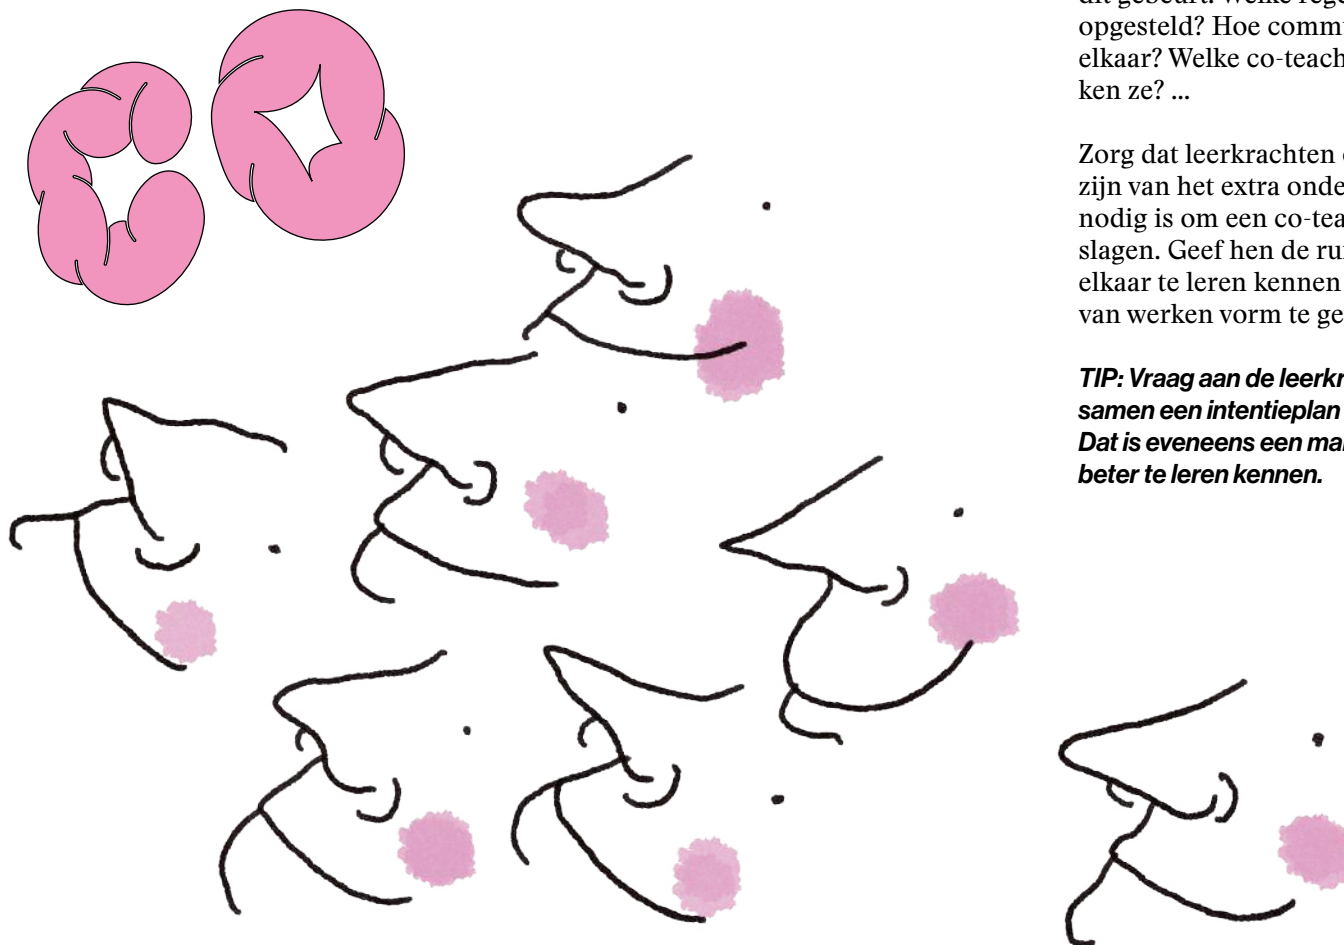 opgesteld? Hoe comm
elkaar? Welke co-teach
ken ze? ...
Zorg dat leerkrachten
zijn van het extra onde
nodig is om een co-tea
slagen. Geef hen de ru
elkaar te leren kennen
van werken vorm te ge
TIP: Vraag aan de leerkr
samen een intentieplan
Dat is eveneens een ma
beter te leren kennen.